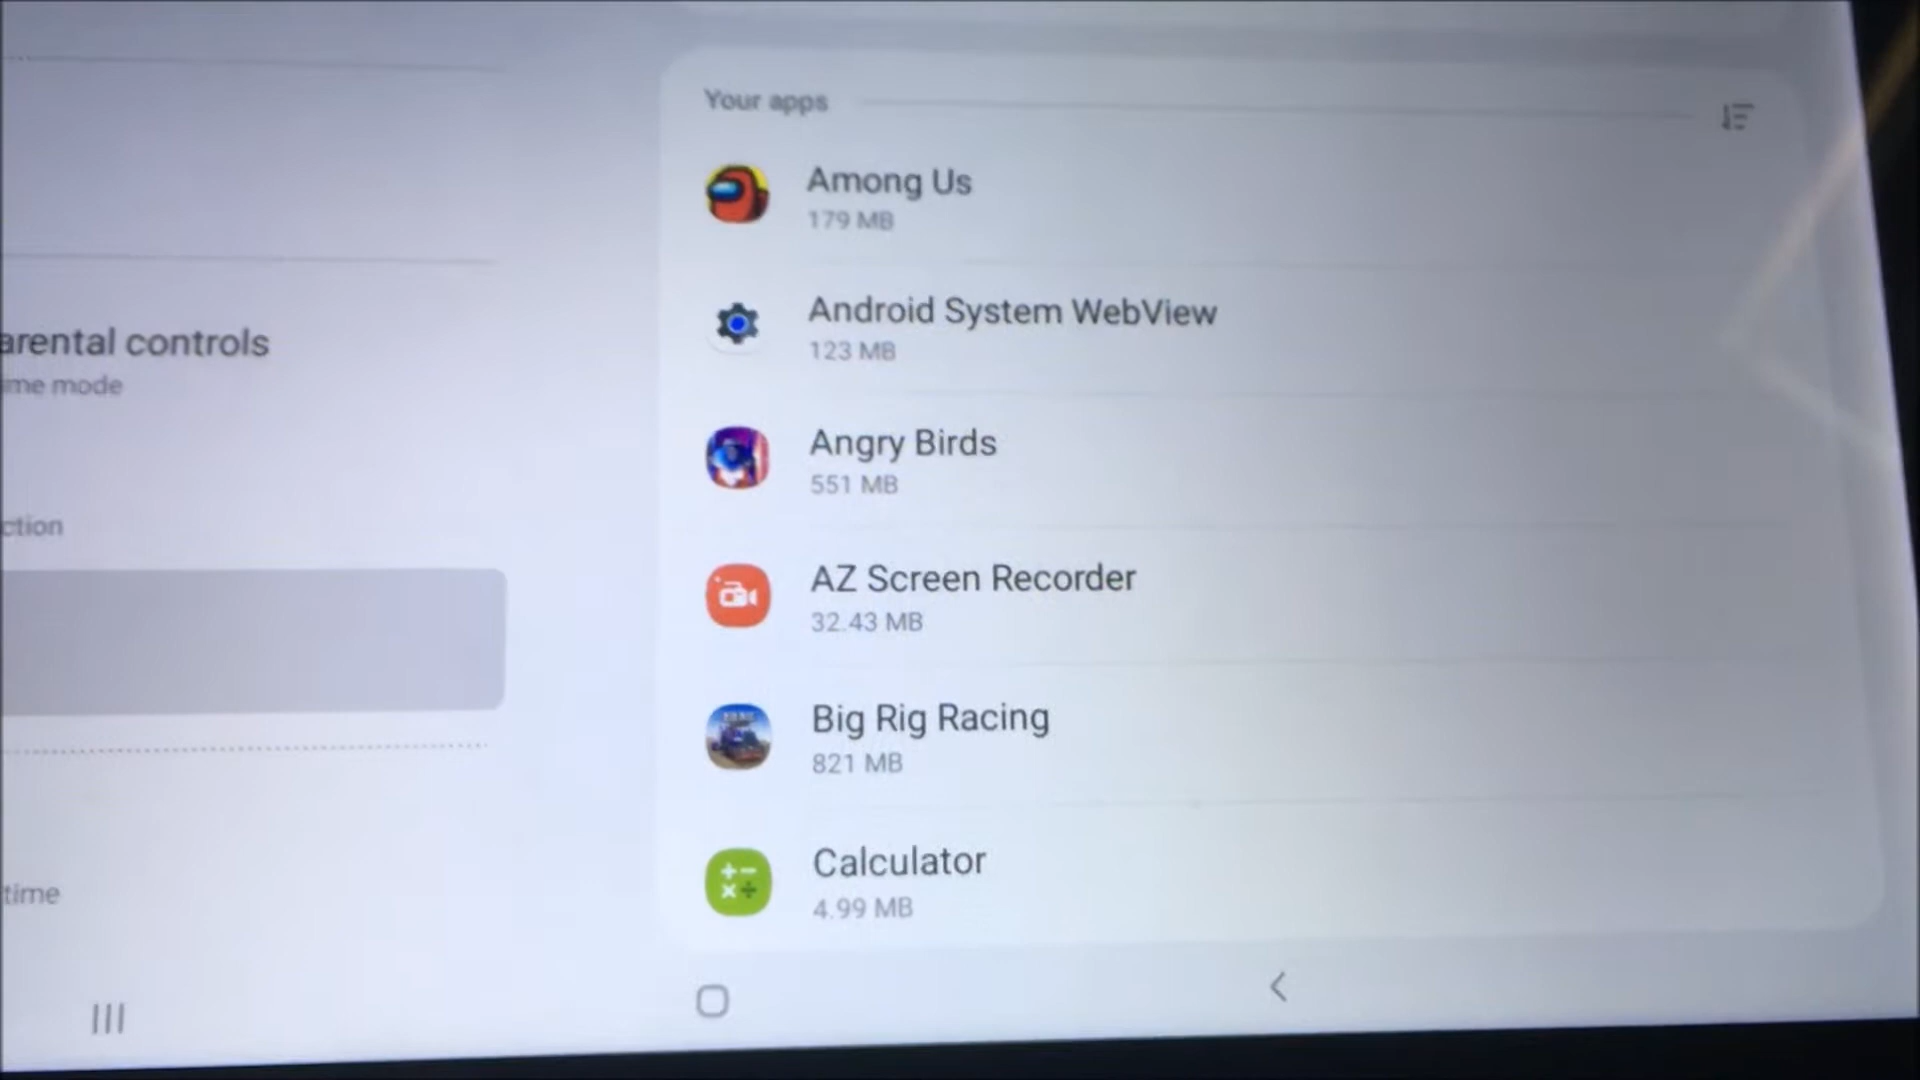 arental controls
me mode
ction
time
Your apps
Among Us
179 MB
Android System WebView
123 MB
Angry Birds
551 MB
AZ Screen Recorder
32.43 MB
Big Rig Racing
821 MB
Calculator
4.99 MB